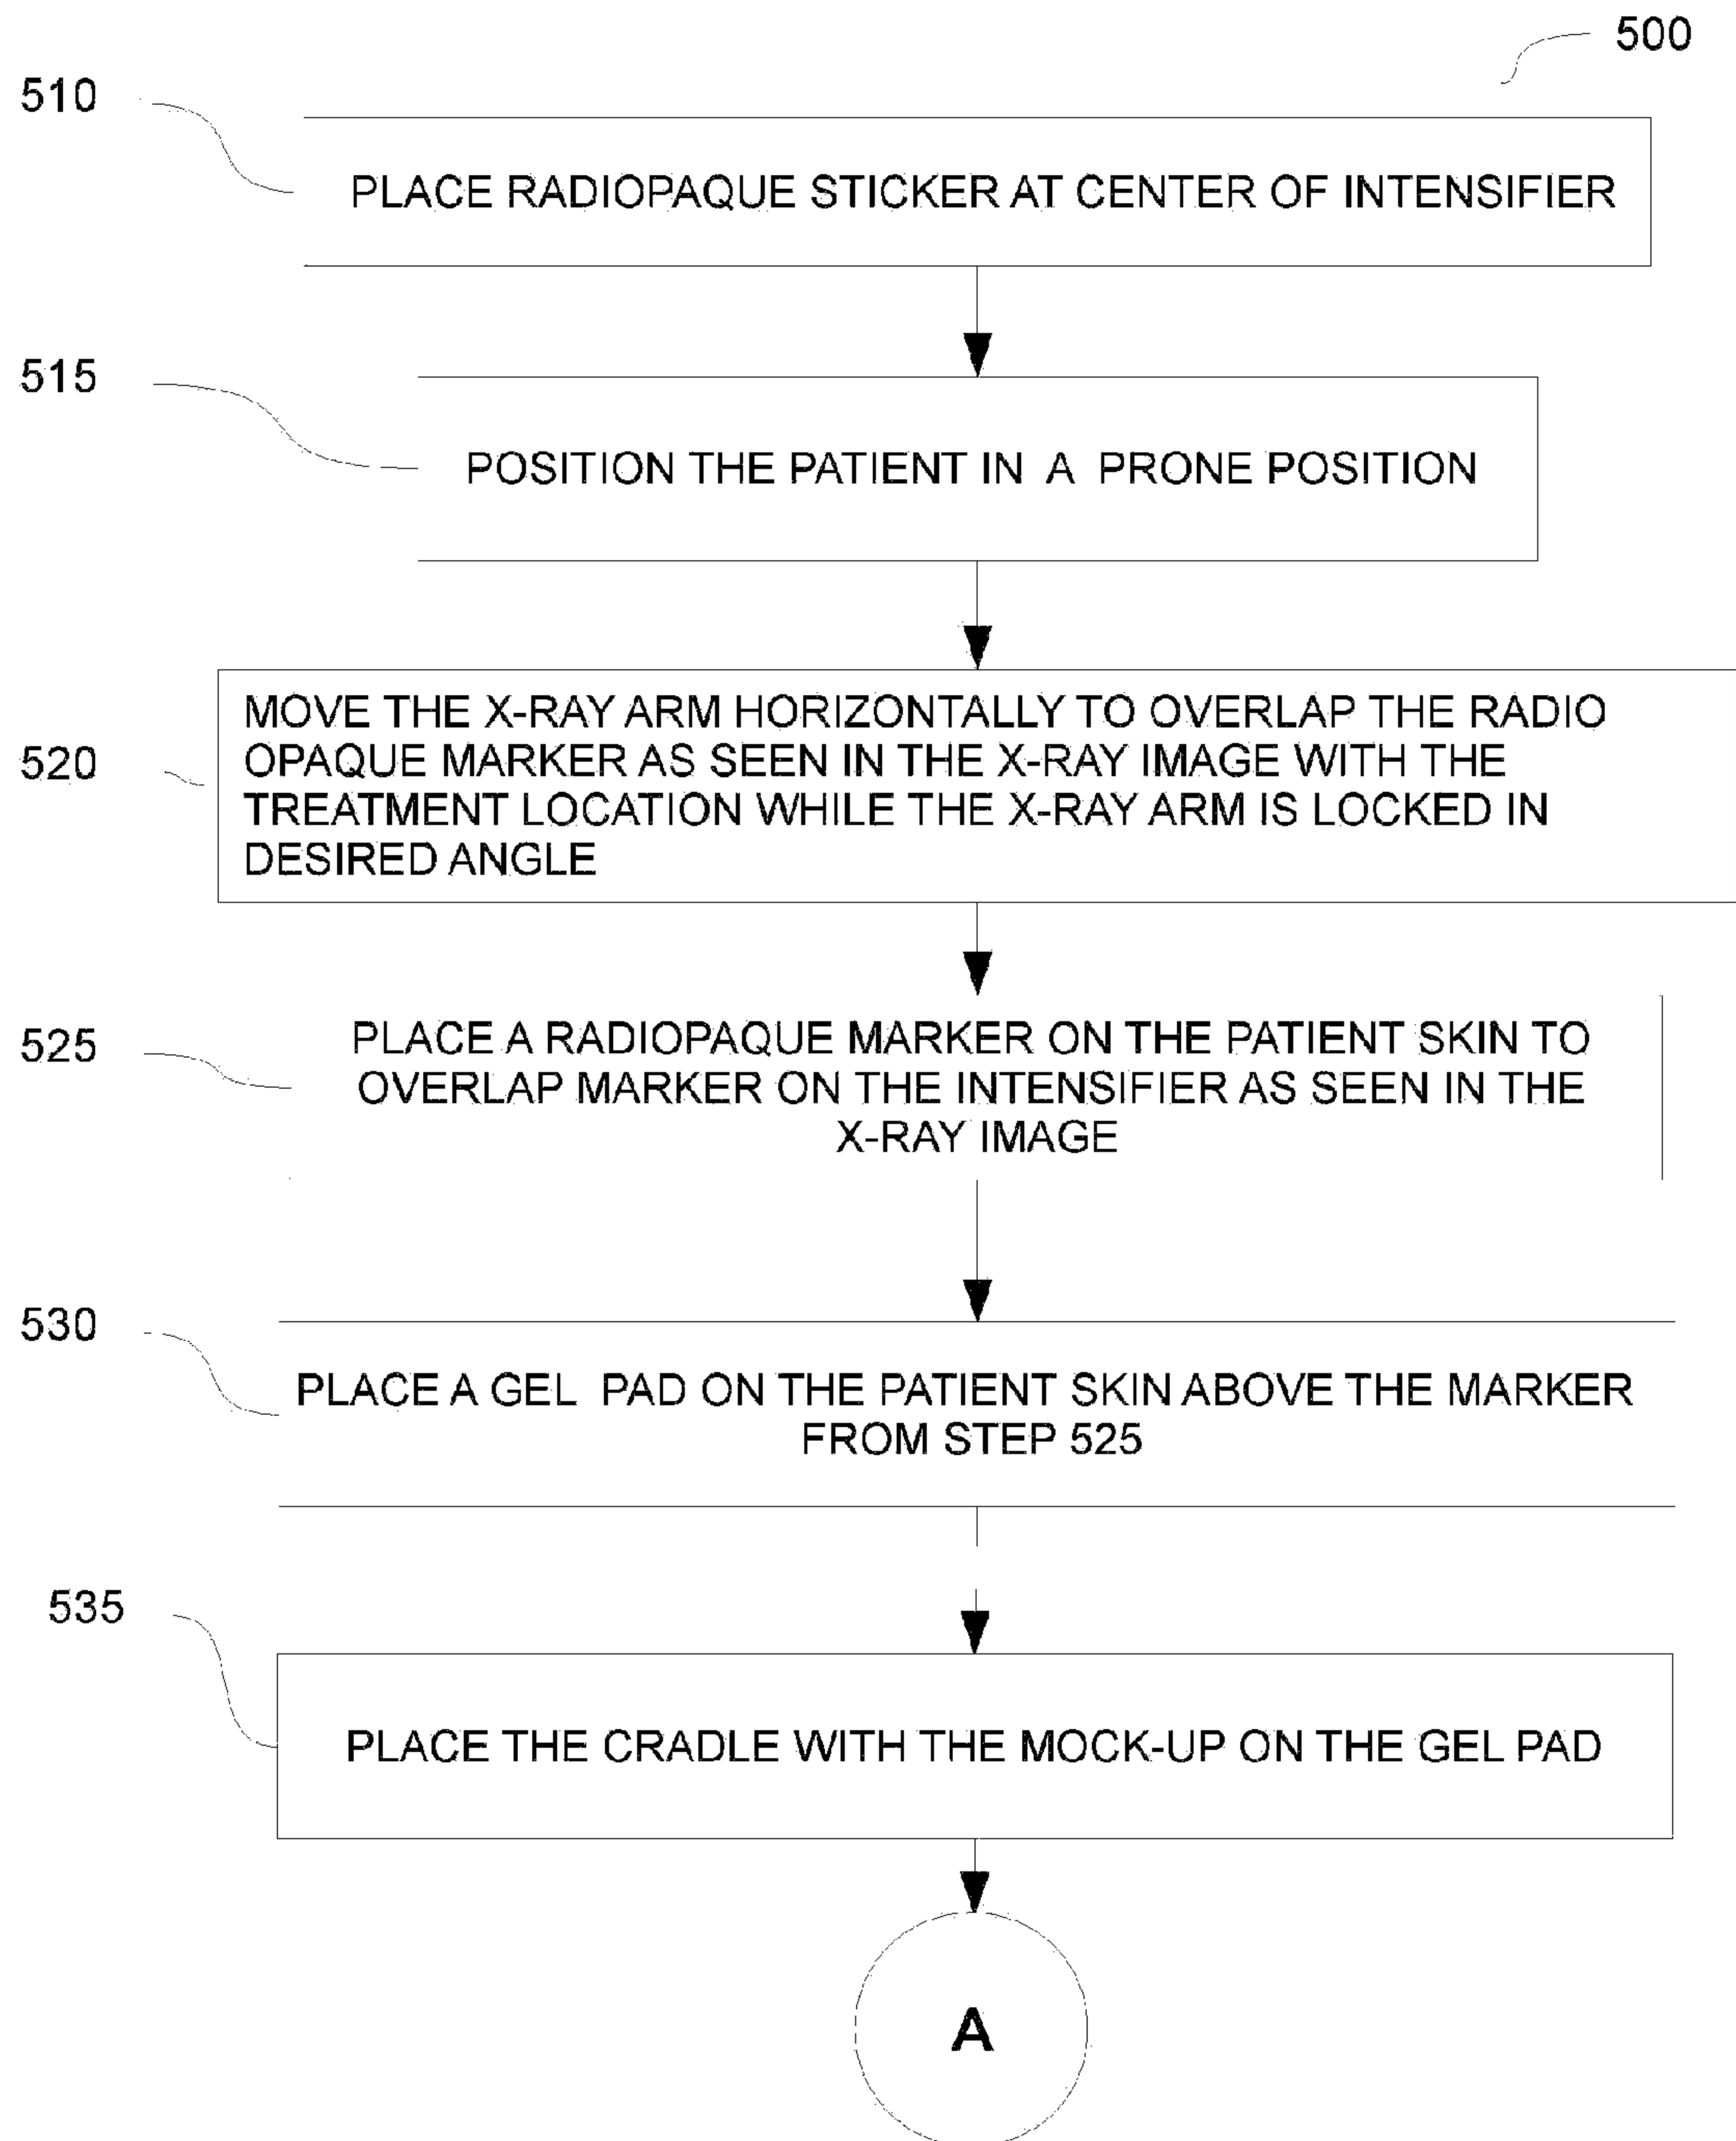 500
510
PLACE RADIOPAQUE STICKER AT CENTER OF INTENSIFIER
515
POSITION THE PATIENT IN A PRONE POSITION
520
MOVE THE X-RAY ARM HORIZONTALLY TO OVERLAP THE RADIO
OPAQUE MARKER AS SEEN IN THE X-RAY IMAGE WITH THE
TREATMENT LOCATION WHILE THE X-RAY ARM IS LOCKED IN
DESIRED ANGLE
525
PLACE A RADIOPAQUE MARKER ON THE PATIENT SKIN TO
OVERLAP MARKER ON THE INTENSIFIER AS SEEN IN THE
X-RAY IMAGE
530
PLACE A GEL PAD ON THE PATIENT SKIN ABOVE THE MARKER
FROM STEP 525
535
PLACE THE CRADLE WITH THE MOCK-UP ON THE GEL PAD
A